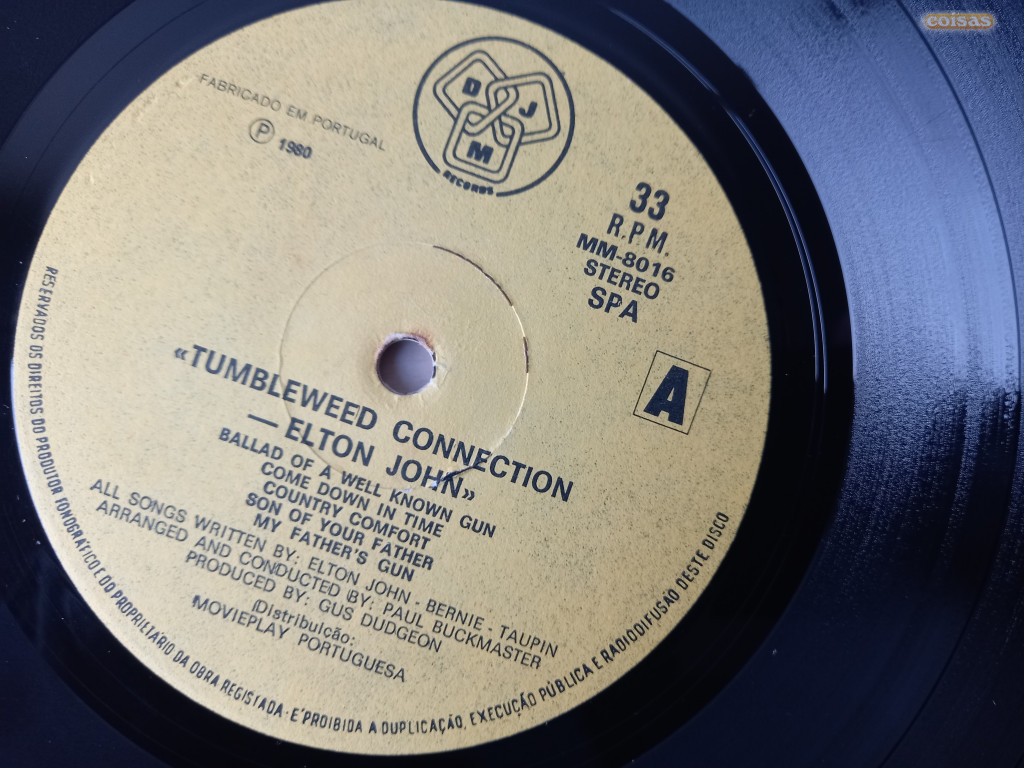 coisas
FABRICADO EM PORTUGAL
Ⓟ 1980
DJM
RECORDS
33
R.P.M.
MM-8016
STEREO
SPA
A
«TUMBLEWEED CONNECTION
—ELTON JOHN»
BALLAD OF A WELL KNOWN GUN
COME DOWN IN TIME
COUNTRY COMFORT
SON OF YOUR FATHER
MY FATHER'S GUN
ALL SONGS WRITTEN BY: ELTON JOHN - BERNIE - TAUPIN
ARRANGED AND CONDUCTED BY: PAUL BUCKMASTER
PRODUCED BY: GUS DUDGEON
Distribuição:
MOVIEPLAY PORTUGUESA
RESERVADOS OS DIREITOS DO PRODUTOR FONOGRÁFICO E DO PROPRIETÁRIO DA OBRA REGISTADA · E' PROIBIDA A DUPLICAÇÃO, EXECUÇÃO PÚBLICA E RADIODIFUSÃO DESTE DISCO